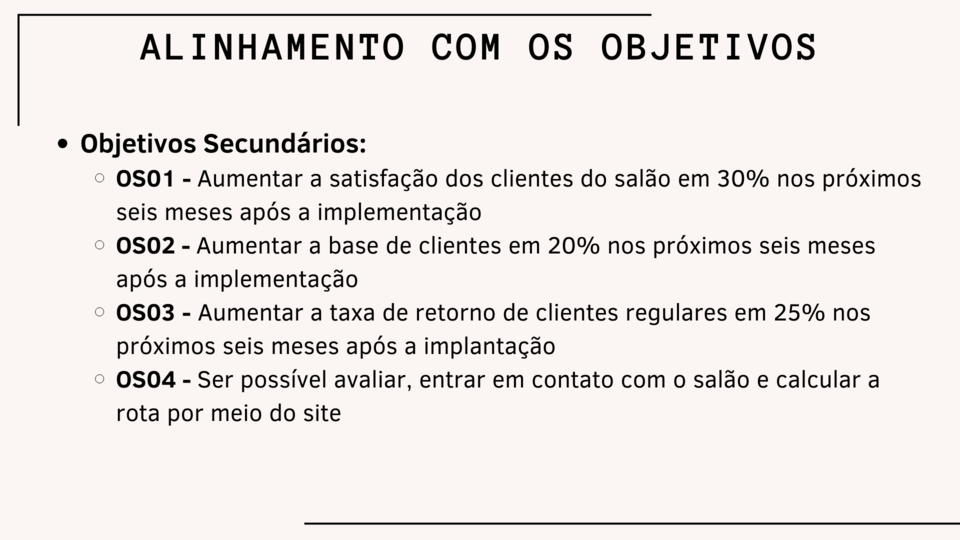 ALINHAMENTO COM OS OBJETIVOS
Objetivos Secundários:
OS01 - Aumentar a satisfação dos clientes do salão em 30% nos próximos
seis meses após a implementação
OS02 - Aumentar a base de clientes em 20% nos próximos seis meses
após a implementação
OS03 - Aumentar a taxa de retorno de clientes regulares em 25% nos
próximos seis meses após a implantação
OS04 - Ser possível avaliar, entrar em contato com o salão e calcular a
rota por meio do site